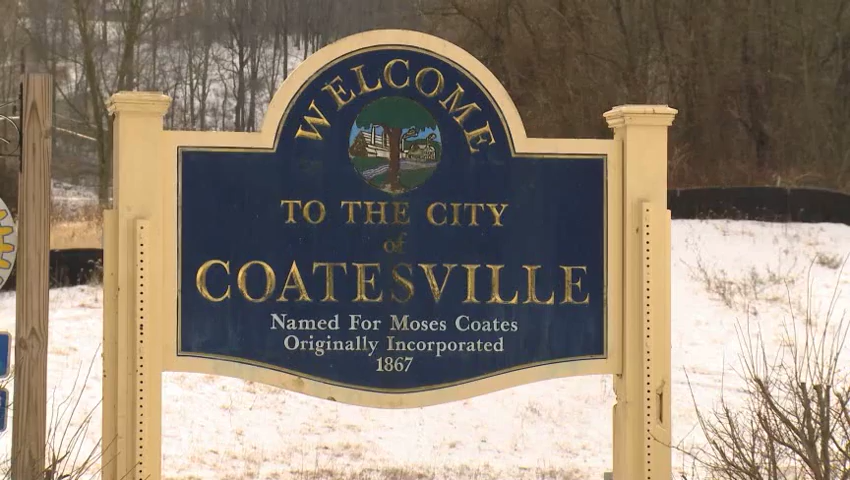 WELCOME
TO THE CITY
of
COATESVILLE
Named For Moses Coates
Originally Incorporated
1867